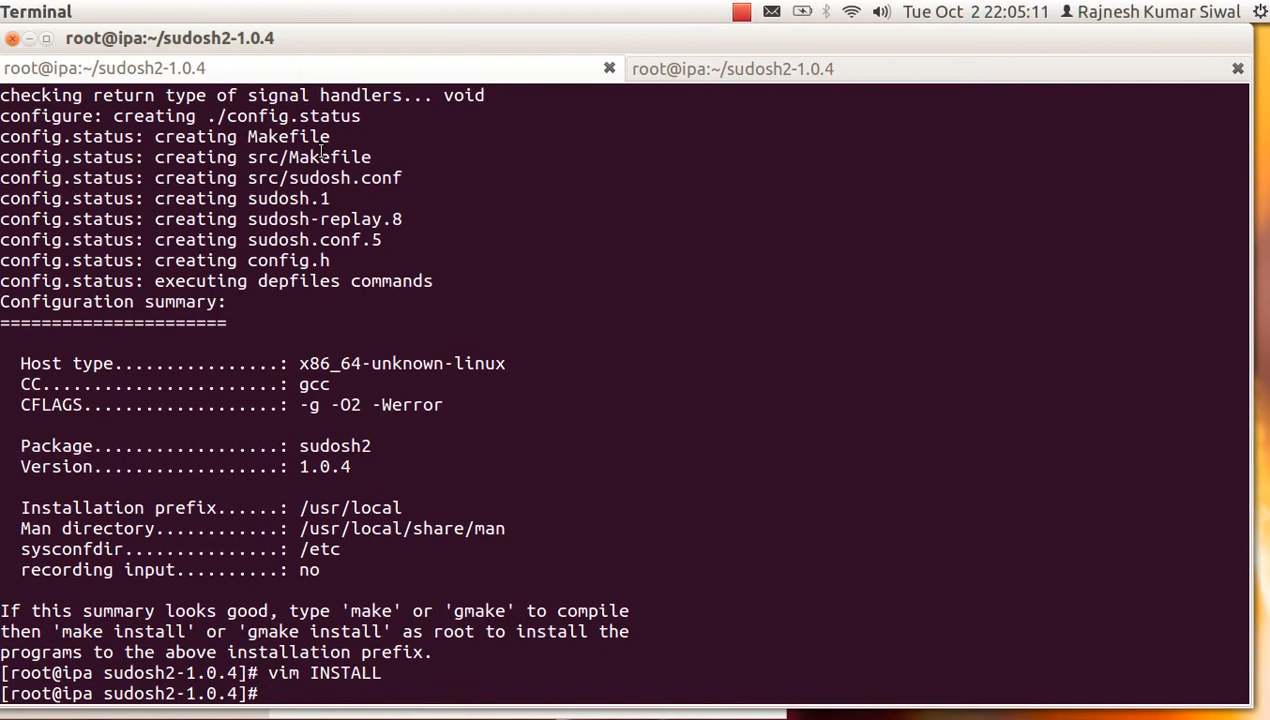 Terminal
Tue Oct 2 22:05:11 Rajnesh Kumar Siwal
root@ipa:~/sudosh2-1.0.4
root@ipa:~/sudosh2-1.0.4 root@ipa:~/sudosh2-1.0.4
checking return type of signal handlers... void
configure: creating ./config.status
config.status: creating Makefile
config.status: creating src/Makefile
config.status: creating src/sudosh.conf
config.status: creating sudosh.1
config.status: creating sudosh-replay.8
config.status: creating sudosh.conf.5
config.status: creating config.h
config.status: executing depfiles commands
Configuration summary:
======================
Host type................: x86_64-unknown-linux
CC.......................: gcc
CFLAGS...................: -g -O2 -Werror
Package..................: sudosh2
Version..................: 1.0.4
Installation prefix......: /usr/local
Man directory............: /usr/local/share/man
sysconfdir...............: /etc
recording input..........: no
If this summary looks good, type 'make' or 'gmake' to compile
then 'make install' or 'gmake install' as root to install the
programs to the above installation prefix.
[root@ipa sudosh2-1.0.4]# vim INSTALL
[root@ipa sudosh2-1.0.4]#